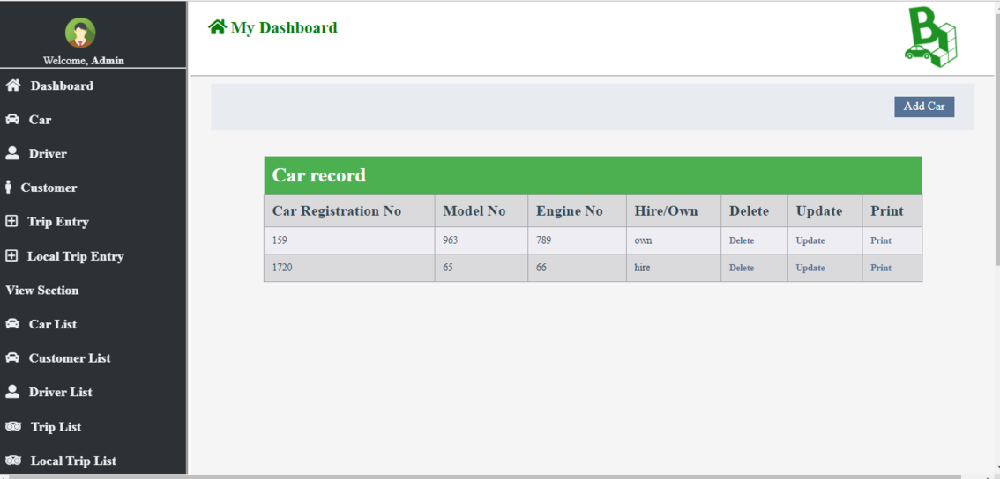 Welcome, Admin
Dashboard
Car
Driver
Customer
Trip Entry
Local Trip Entry
View Section
Car List
Customer List
Driver List
Trip List
Local Trip List
My Dashboard
B
Add Car
Car record
Car Registration No Model No Engine No Hire/Own Delete Update Print
159 963 789 own Delete Update Print
1720 65 66 hire Delete Update Print